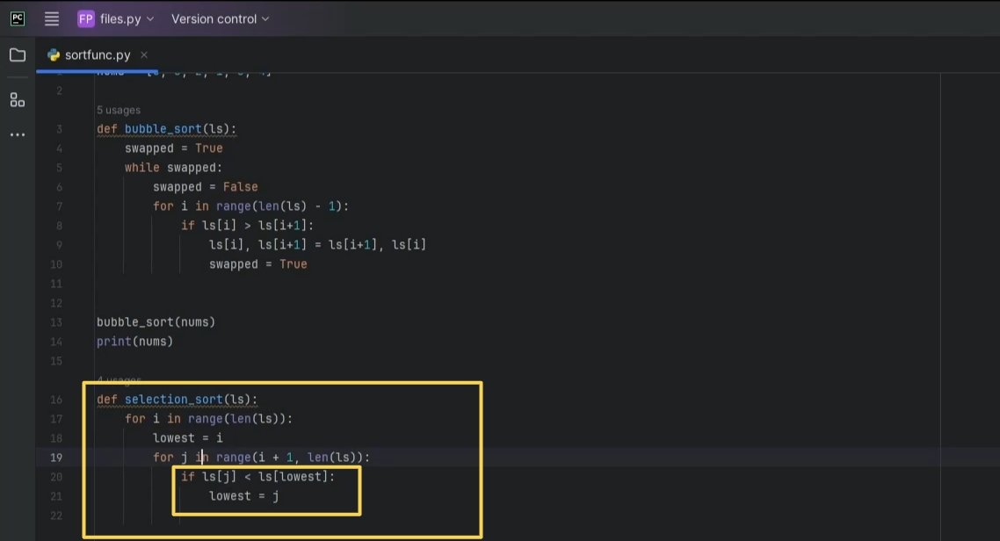 PC
FP files.py Version control
sortfunc.py
2
5 usages
3 def bubble_sort(ls):
4 swapped = True
5 while swapped:
6 swapped = False
7 for i in range(len(ls) - 1):
8 if ls[i] > ls[i+1]:
9 ls[i], ls[i+1] = ls[i+1], ls[i]
10 swapped = True
11
12
13 bubble_sort(nums)
14 print(nums)
15
4 usages
16 def selection_sort(ls):
17 for i in range(len(ls)):
18 lowest = i
19 for j in range(i + 1, len(ls)):
20 if ls[j] < ls[lowest]:
21 lowest = j
22